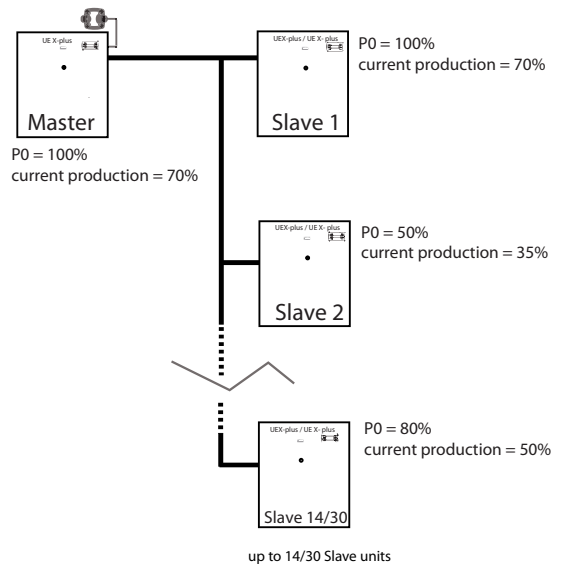 UE X-plus
Master
P0 = 100%
current production = 70%
UEX-plus / UE X- plus
Slave 1
P0 = 100%
current production = 70%
UEX-plus / UE X- plus
Slave 2
P0 = 50%
current production = 35%
UEX-plus / UE X- plus
Slave 14/30
P0 = 80%
current production = 50%
up to 14/30 Slave units